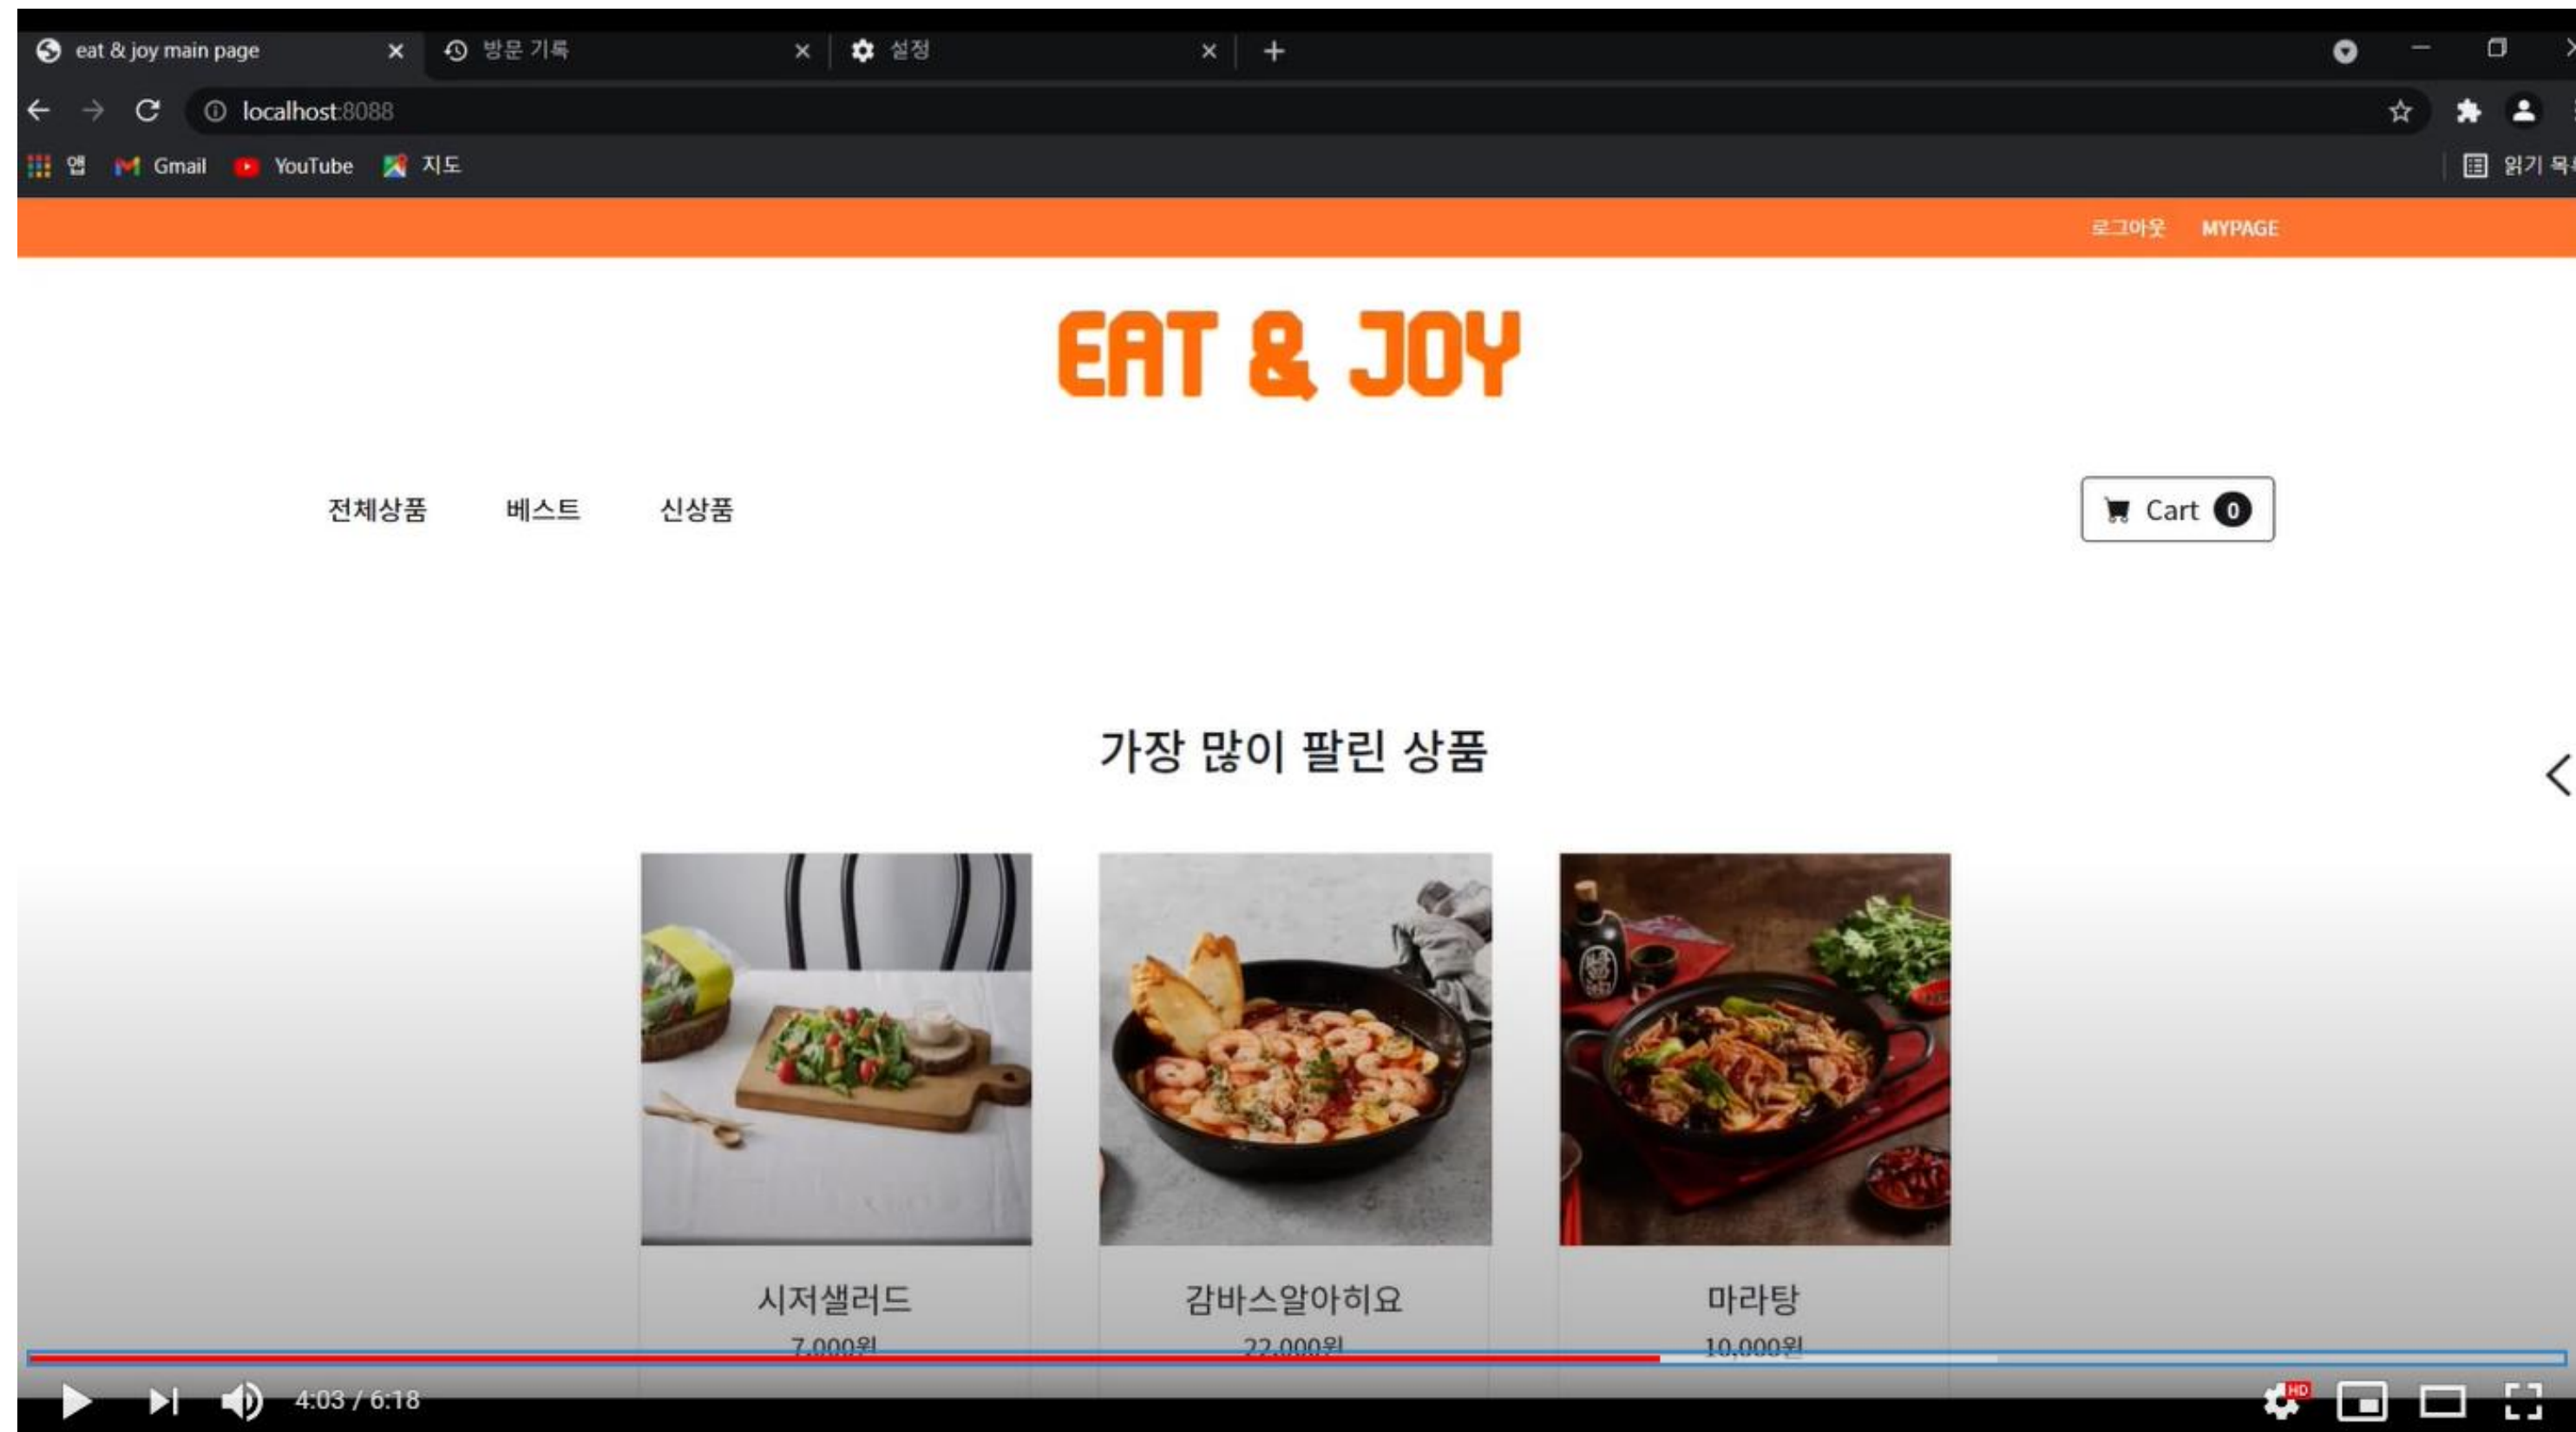 eat & joy main page 방문 기록 설정
localhost:8088
앱 Gmail YouTube 지도 읽기
로그아웃 MYPAGE
EAT & JOY
전체상품 베스트 신상품 Cart 0
가장 많이 팔린 상품
시저샐러드 감바스알아히요 마라탕
7,000원 22,000원 10,000원
4:03 / 6:18 HD